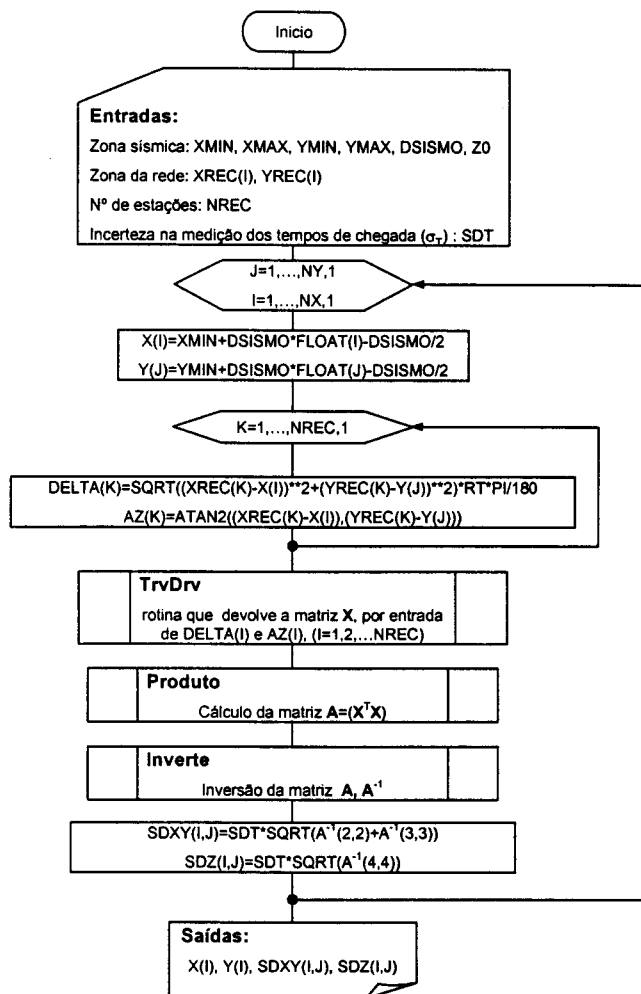 Inicio
Entradas:
Zona sísmica: XMIN, XMAX, YMIN, YMAX, DSISMO, Z0
Zona da rede: XREC(I), YREC(I)
Nº de estações: NREC
Incerteza na medição dos tempos de chegada (σ_T) : SDT
J=1,...,NY,1
I=1,...,NX,1
X(I)=XMIN+DSISMO*FLOAT(I)-DSISMO/2
Y(J)=YMIN+DSISMO*FLOAT(J)-DSISMO/2
K=1,...,NREC,1
DELTA(K)=SQRT((XREC(K)-X(I))**2+(YREC(K)-Y(J))**2)*RT*PI/180
AZ(K)=ATAN2((XREC(K)-X(I)),(YREC(K)-Y(J)))
TrvDrv
rotina que devolve a matriz X, por entrada
de DELTA(I) e AZ(I), (I=1,2,...NREC)
Produto
Cálculo da matriz A=(X^T X)
Inverte
Inversão da matriz A, A^-1
SDXY(I,J)=SDT*SQRT(A^-1(2,2)+A^-1(3,3))
SDZ(I,J)=SDT*SQRT(A^-1(4,4))
Saídas:
X(I), Y(I), SDXY(I,J), SDZ(I,J)